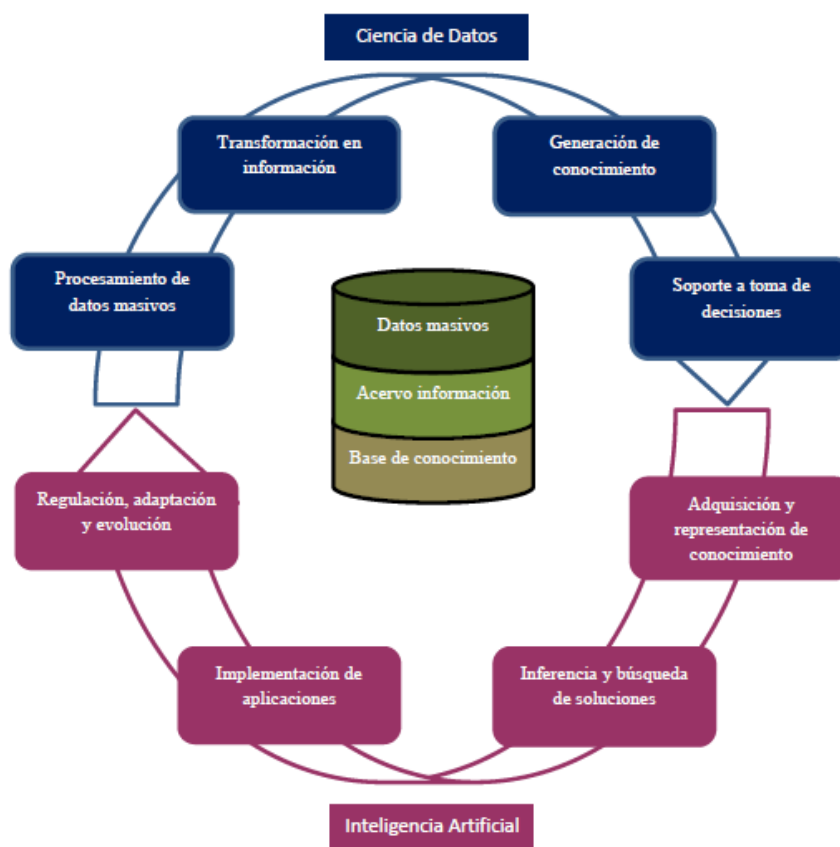 Ciencia de Datos
Transformación en
información
Generación de
conocimiento
Procesamiento de
datos masivos
Soporte a toma de
decisiones
Datos masivos
Acervo información
Base de conocimiento
Regulación, adaptación
y evolución
Adquisición y
representación de
conocimiento
Implementación de
aplicaciones
Inferencia y búsqueda
de soluciones
Inteligencia Artificial